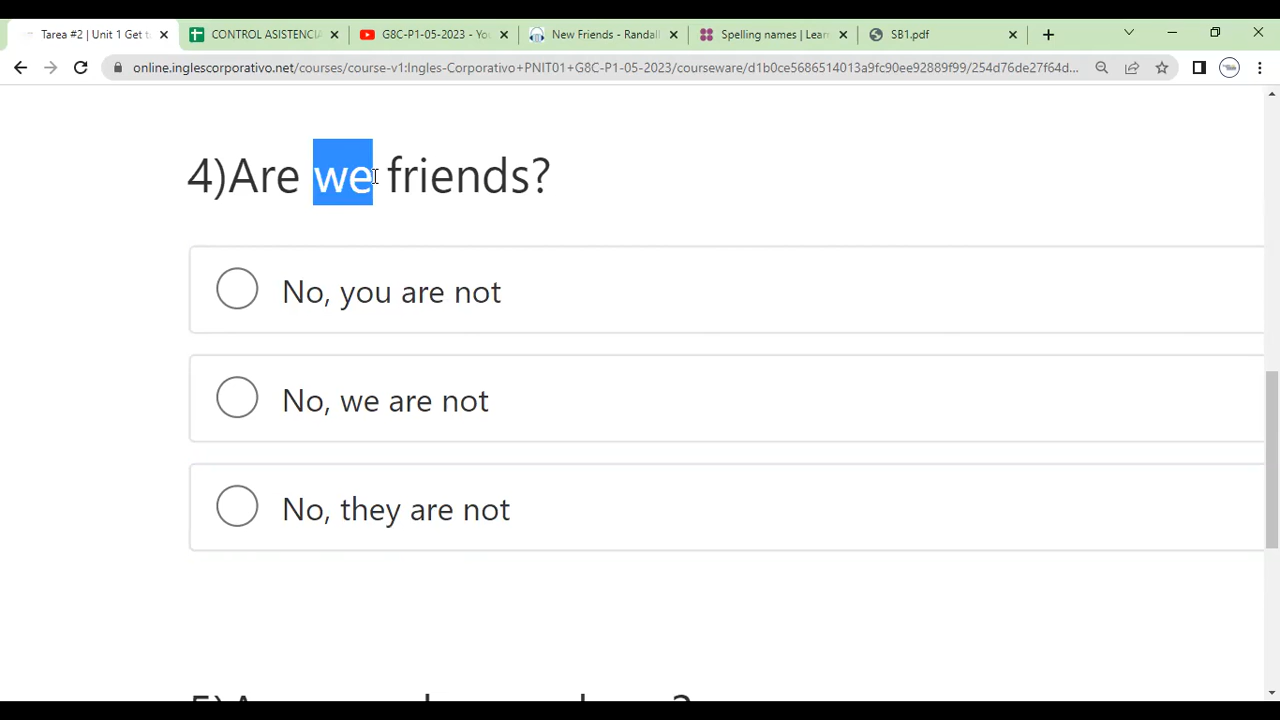 Tarea #2 | Unit 1 Get t
CONTROL ASISTENCIA
G8C-P1-05-2023 - Yo
New Friends - Randall
Spelling names | Lear
SB1.pdf
online.inglescorporativo.net/courses/course-v1:Ingles-Corporativo+PNIT01+G8C-P1-05-2023/courseware/d1b0ce5686514013a9fc90ee92889f99/254d76de27f64d...
4)Are we friends?
No, you are not
No, we are not
No, they are not